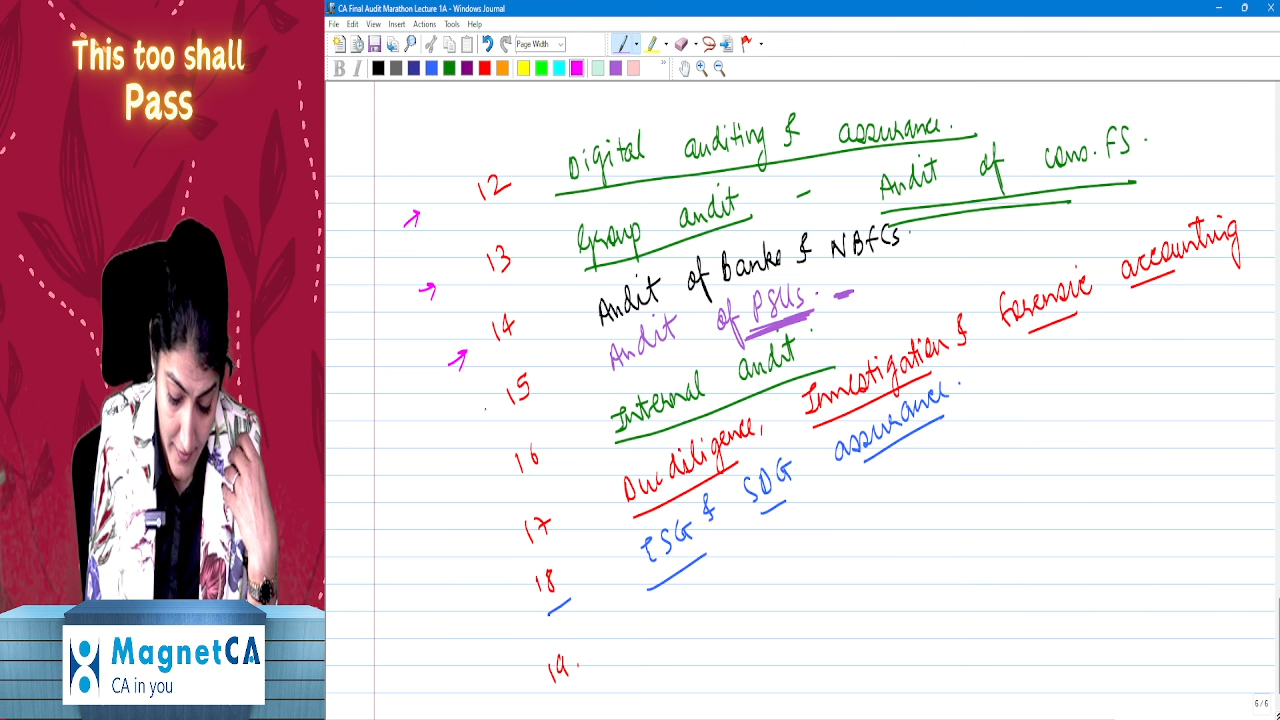 This too shall
Pass
CA Final Audit Marathon Lecture 1A - Windows Journal
File Edit View Insert Actions Tools Help
Page Width
B I
12 Digital auditing & assurance.
13 Group audit - Audit of cons. FS.
14 Audit of Banks & NBFCs.
15 Audit of PSUs. -
16 Internal audit.
17 Due diligence, Investigation & Forensic accounting
18 ESG & SDG assurance.
19.
MagnetCA
CA in you
6 / 6